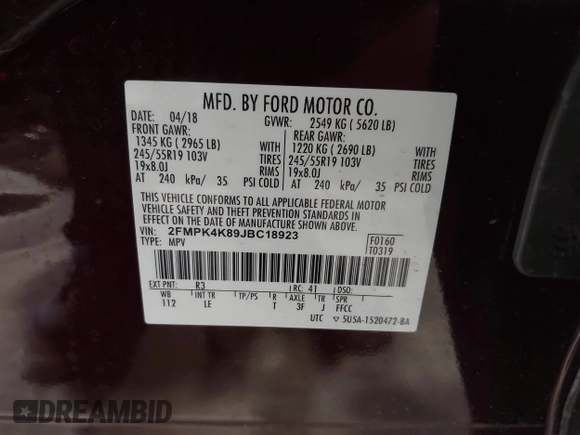 MFD. BY FORD MOTOR CO.
DATE: 04/18 GVWR: 2549 KG ( 5620 LB)
FRONT GAWR: REAR GAWR:
1345 KG ( 2965 LB) 1220 KG ( 2690 LB)
245/55R19 103V TIRES 245/55R19 103V TIRES
19x8.0J RIMS 19x8.0J RIMS
AT 240 kPa/ 35 PSI COLD AT 240 kPa/ 35 PSI COLD
THIS VEHICLE CONFORMS TO ALL APPLICABLE FEDERAL MOTOR
VEHICLE SAFETY AND THEFT PREVENTION STANDARDS IN
EFFECT ON THE DATE OF MANUFACTURE SHOWN ABOVE.
VIN: 2FMPK4K89JBC18923 F0160
TYPE: MPV T0319
EXT PNT: R3 RC: 41 DSO:
WB INT TR TP/PS R AXLE TR SPR
112 LE T 3F J FFCC
UTC ▽ 5U5A-1520472-BA
DREAMBID